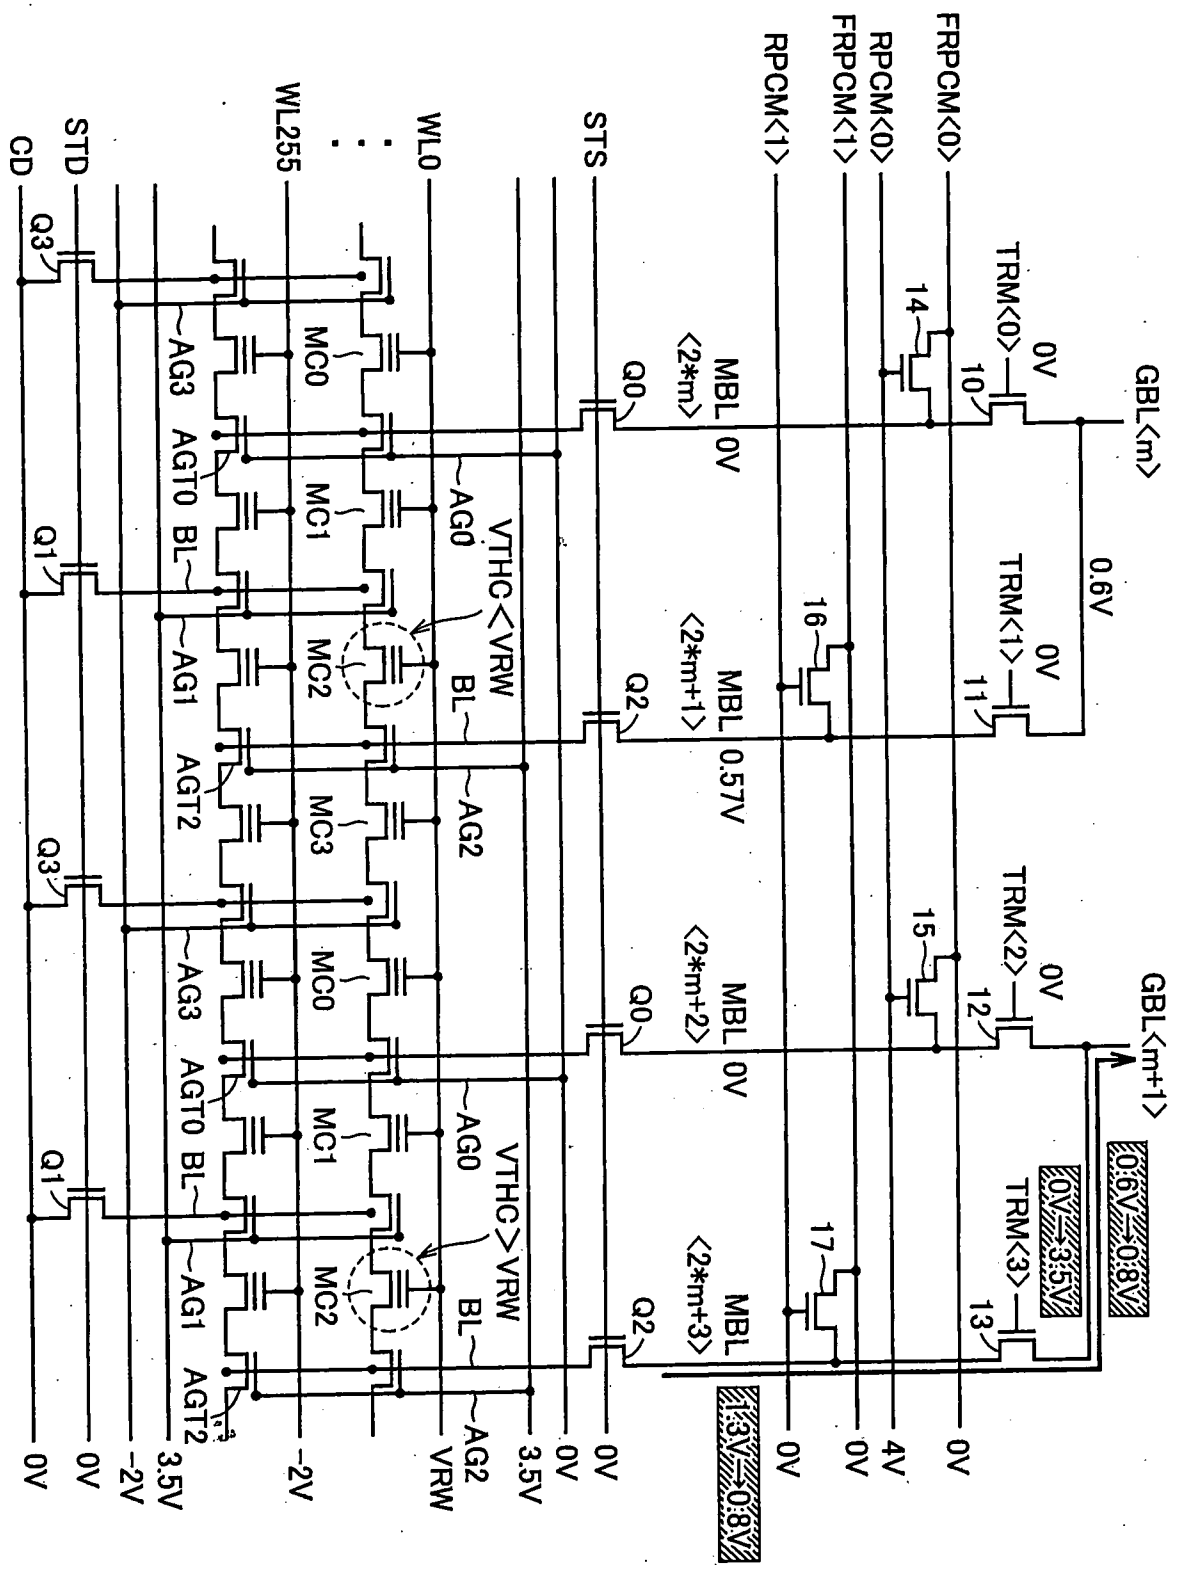 GBL<m>
GBL<m+1>
0.6V
0.6V→0.8V
0V
0V
0V
0V→3.5V
TRM<0>
TRM<1>
TRM<2>
TRM<3>
10
11
12
13
FRPCM<0>
0V
14
15
RPCM<0>
4V
FRPCM<1>
0V
16
17
RPCM<1>
0V
MBL 0V
<2*m>
MBL 0.57V
<2*m+1>
MBL 0V
<2*m+2>
MBL
<2*m+3>
1.3V→0.8V
Q0
Q2
Q0
Q2
STS
0V
0V
3.5V
AG0
AG2
AG0
AG2
VTHC<VRW
VTHC>VRW
BL
BL
WL0
VRW
MC0
MC1
MC2
MC3
MC0
MC1
MC2
WL255
-2V
AG3
AGT0
BL
AG1
AGT2
AG3
AGT0
BL
AG1
AGT2
3.5V
-2V
STD
0V
Q3
Q1
Q3
Q1
CD
0V